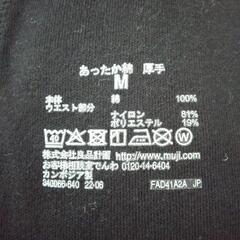 あったか綿 厚手
M
本体 綿 100%
ウエスト部分
ナイロン 81%
ポリエステル 19%
株式会社良品計画 http://www.muji.com/
お客様相談室でんわ 0120-14-6404
カンボジア製
340066-640 22-08 FAD41A2A JP